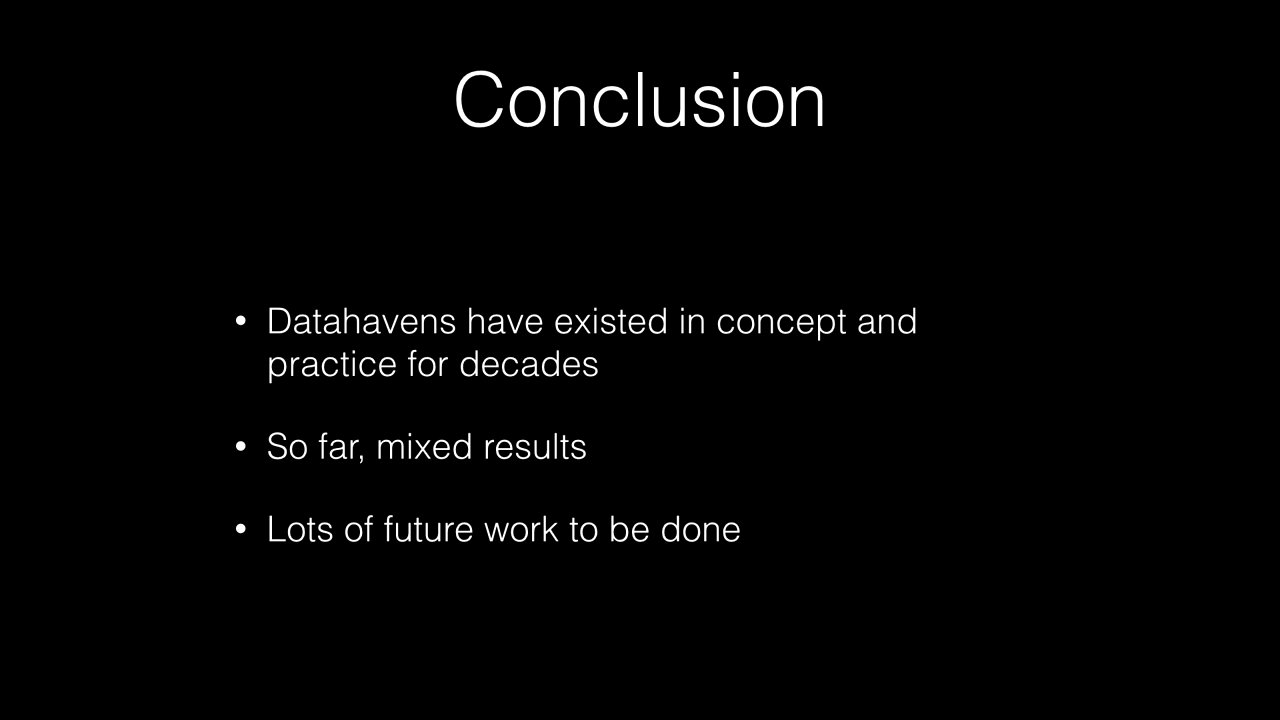 Conclusion
• Datahavens have existed in concept and
practice for decades
• So far, mixed results
• Lots of future work to be done